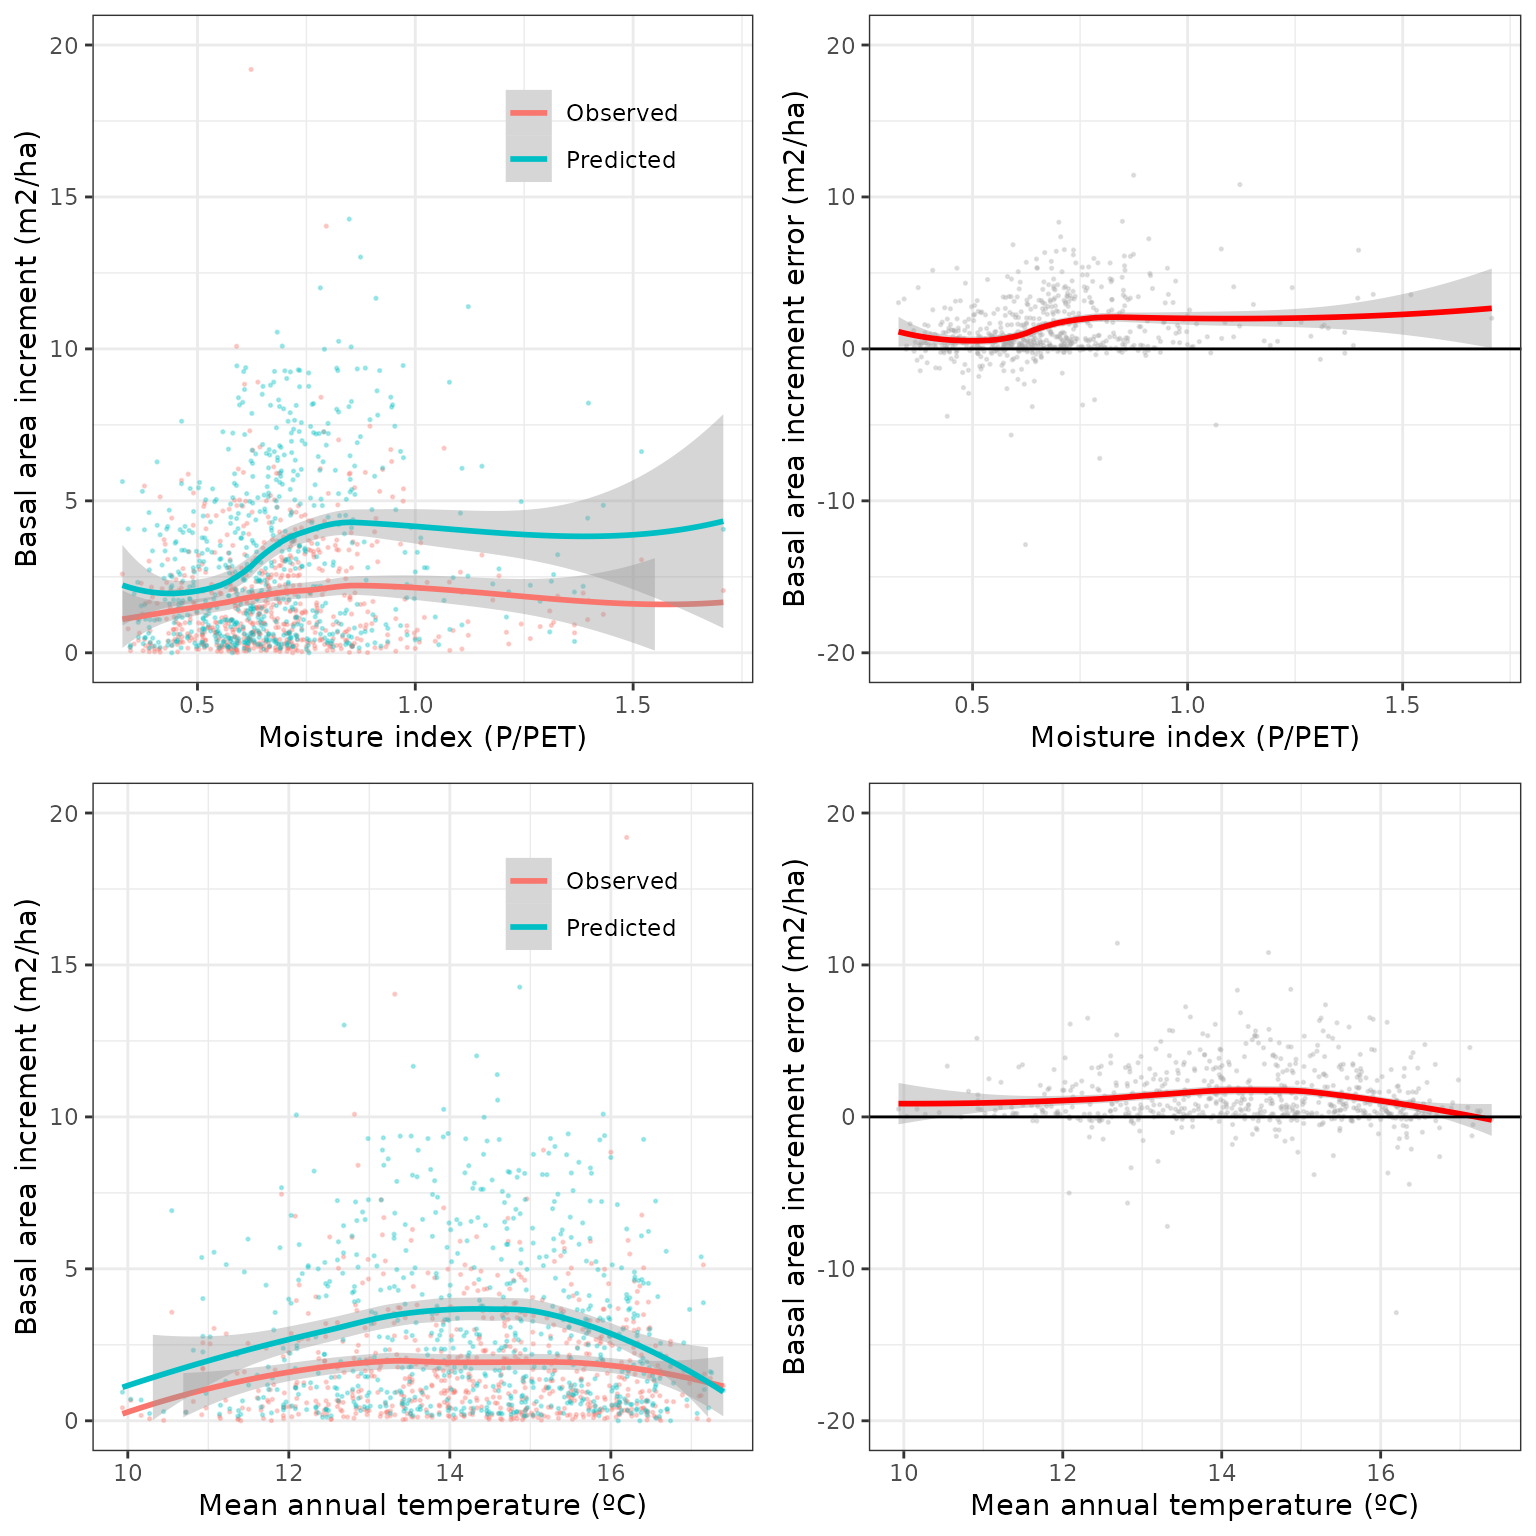 Basal area increment (m2/ha)
20
15
10
5
0
Observed
Predicted
0.5 1.0 1.5
Moisture index (P/PET)
Basal area increment error (m2/ha)
20
10
0
-10
-20
0.5 1.0 1.5
Moisture index (P/PET)
Basal area increment (m2/ha)
20
15
10
5
0
Observed
Predicted
10 12 14 16
Mean annual temperature (ºC)
Basal area increment error (m2/ha)
20
10
0
-10
-20
10 12 14 16
Mean annual temperature (ºC)